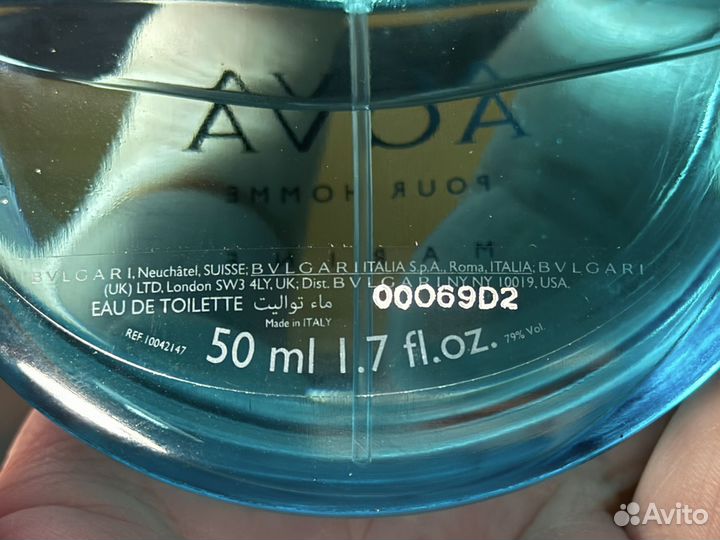 AQVA
POUR HOMME
MARINE
BVLGARI, Neuchâtel, SUISSE; BVLGARI ITALIA S.p.A., Roma, ITALIA; BVLGARI
(UK) LTD. London SW3 4LY, UK; Dist. BVLGARI, NY, NY 10019, USA.
EAU DE TOILETTE ماء تواليت 00069D2
Made in ITALY
REF. 10042147 50 ml 1.7 fl.oz. 79% Vol.
Avito